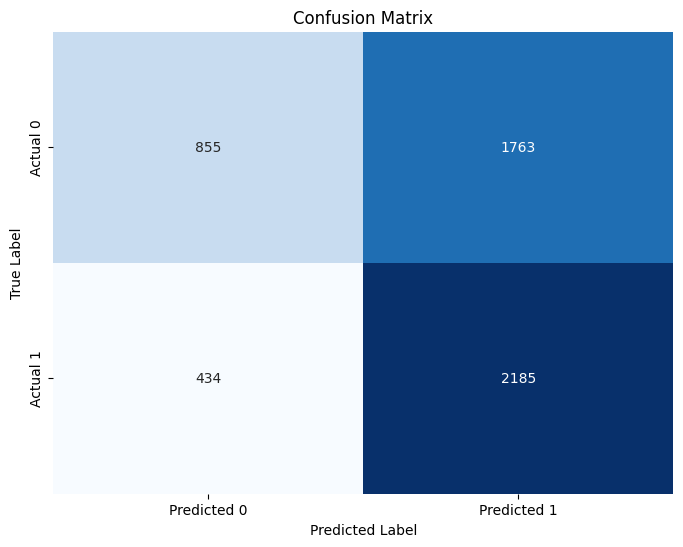 Confusion Matrix
True Label
Actual 0
855
1763
Actual 1
434
2185
Predicted 0
Predicted 1
Predicted Label